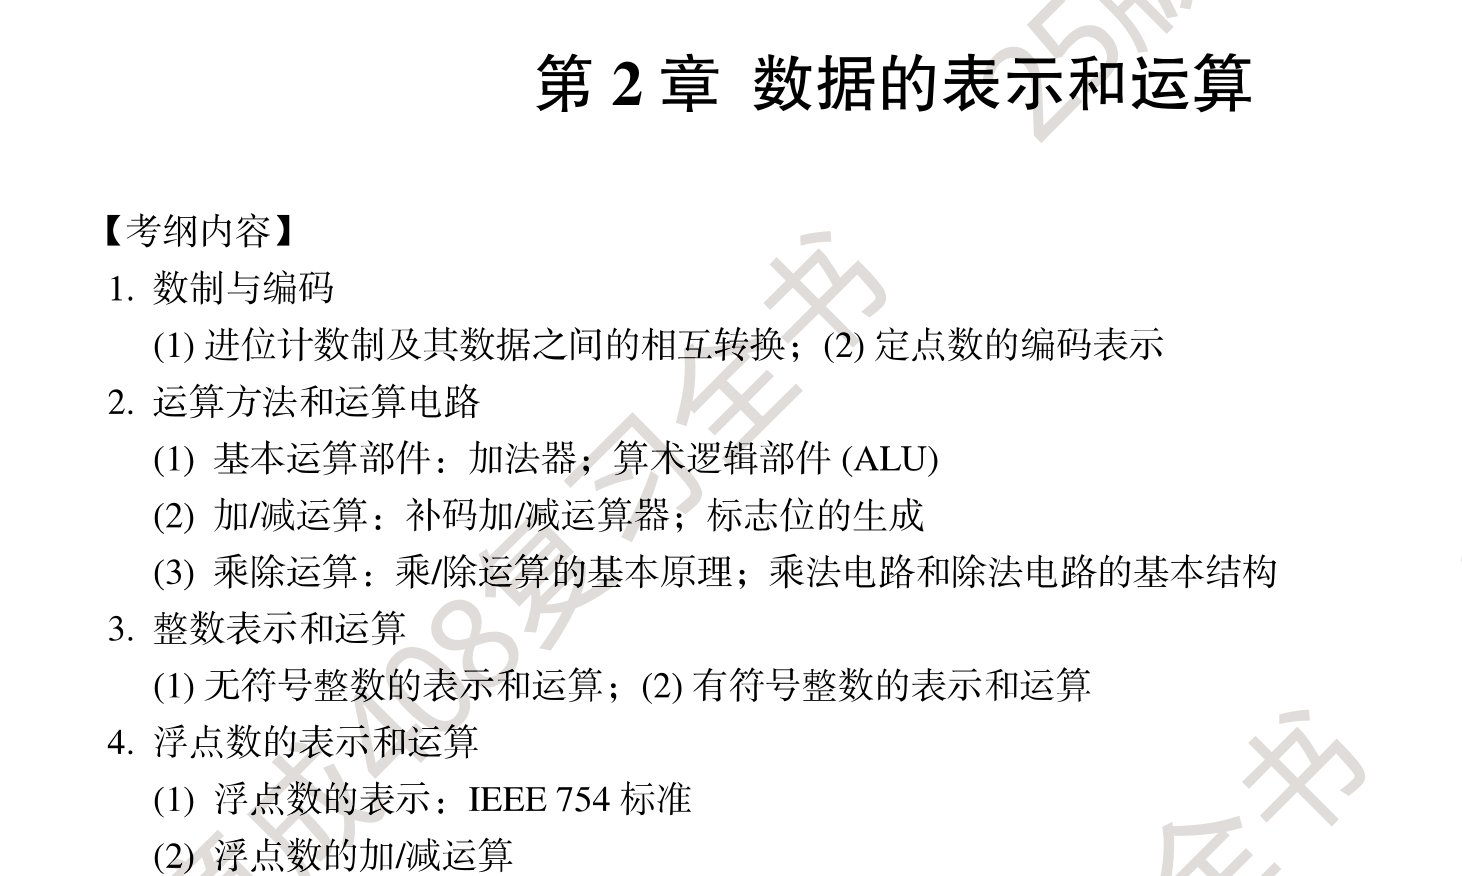 第 2 章 数据的表示和运算
【考纲内容】
1. 数制与编码
(1) 进位计数制及其数据之间的相互转换；(2) 定点数的编码表示
2. 运算方法和运算电路
(1) 基本运算部件：加法器；算术逻辑部件 (ALU)
(2) 加/减运算：补码加/减运算器；标志位的生成
(3) 乘除运算：乘/除运算的基本原理；乘法电路和除法电路的基本结构
3. 整数表示和运算
(1) 无符号整数的表示和运算；(2) 有符号整数的表示和运算
4. 浮点数的表示和运算
(1) 浮点数的表示：IEEE 754 标准
(2) 浮点数的加/减运算
25版
版408复习全书
全书